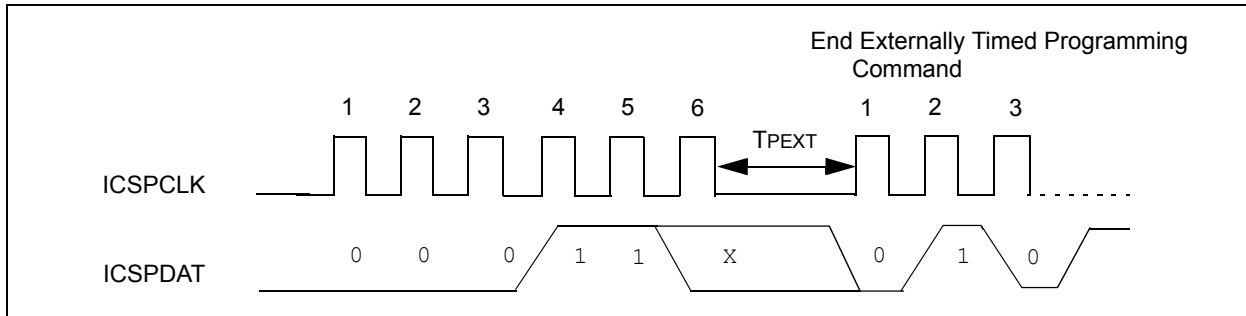 End Externally Timed Programming
Command
1 2 3 4 5 6 1 2 3
TPEXT
ICSPCLK
0 0 0 1 1 X 0 1 0
ICSPDAT